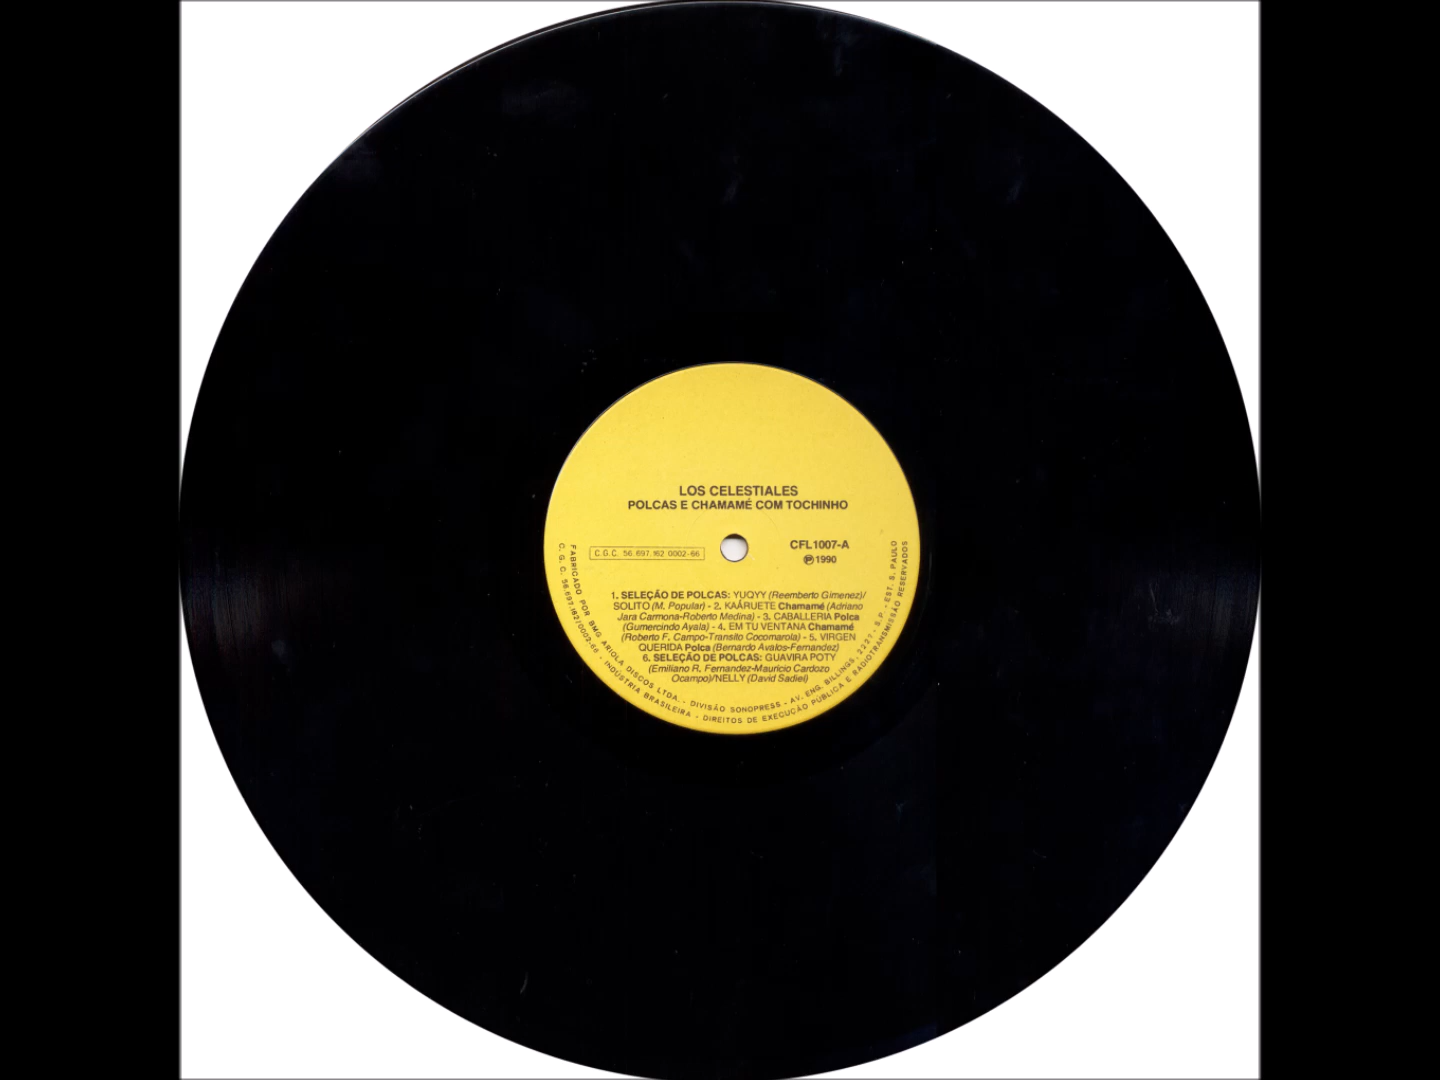 LOS CELESTIALES
POLCAS E CHAMAMÉ COM TOCHINHO
C.G.C. 56.697.162 0002-66
CFL1007-A
℗ 1990
1. SELEÇÃO DE POLCAS: YUQYY (Reemberto Gimenez)/
SOLITO (M. Popular) - 2. KAÁRUETE Chamamé (Adriano
Jara Carmona-Roberto Medina) - 3. CABALLERIA Polca
(Gumercindo Ayala) - 4. EM TU VENTANA Chamamé
(Roberto F. Campo-Transito Cocomarola) - 5. VIRGEN
QUERIDA Polca (Bernardo Avalos-Fernandez)
6. SELEÇÃO DE POLCAS: GUAVIRA POTY
(Emiliano R. Fernandez-Mauricio Cardozo
Ocampo)/NELLY (David Sadiel)
FABRICADO POR BMG ARIOLA DISCOS LTDA. - DIVISÃO SONOPRESS - AV. ENG. BILLINGS, 2227 - S.P. - EST. S. PAULO
C. G. C. 56.697.162/0002-66 - INDÚSTRIA BRASILEIRA - DIREITOS DE EXECUÇÃO PÚBLICA E RADIOTRANSMISSÃO RESERVADOS